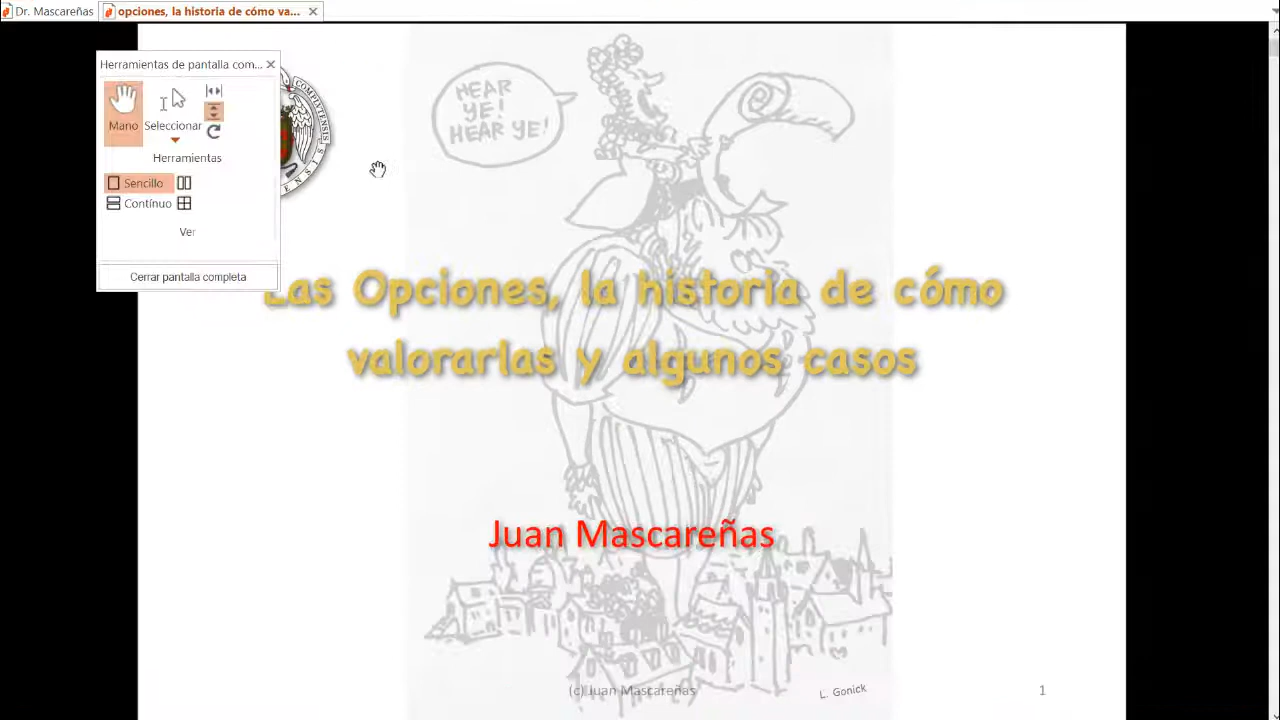 Dr. Mascareñas
opciones, la historia de cómo va...
Herramientas de pantalla com...
Mano
Seleccionar
Herramientas
Sencillo
Contínuo
Ver
Cerrar pantalla completa
HEAR
YE!
HEAR YE!
Las Opciones, la historia de cómo
valorarlas y algunos casos
Juan Mascareñas
(c) Juan Mascareñas
L. Gonick
1